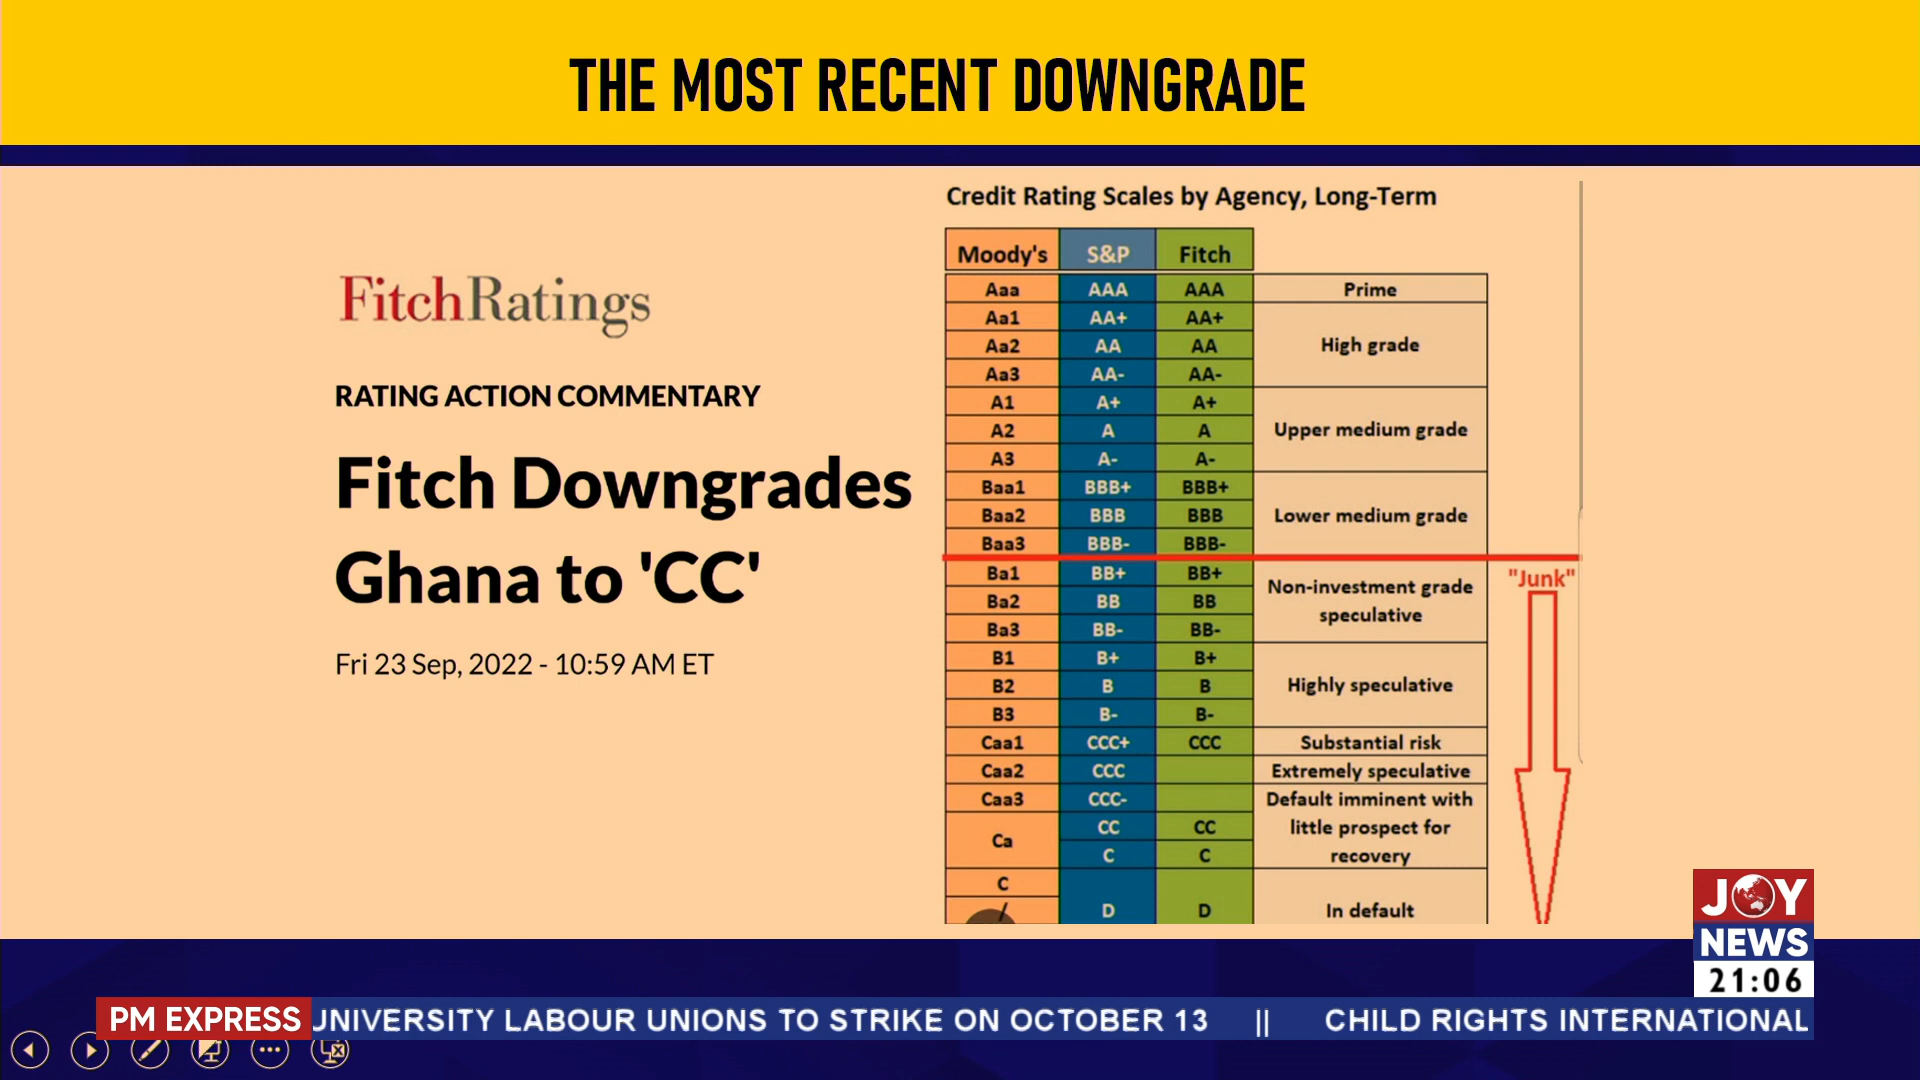 THE MOST RECENT DOWNGRADE
FitchRatings
RATING ACTION COMMENTARY
Fitch Downgrades
Ghana to 'CC'
Fri 23 Sep, 2022 - 10:59 AM ET
Credit Rating Scales by Agency, Long-Term
Moody's S&P Fitch
Aaa AAA AAA Prime
Aa1 AA+ AA+
Aa2 AA AA High grade
Aa3 AA- AA-
A1 A+ A+
A2 A A Upper medium grade
A3 A- A-
Baa1 BBB+ BBB+
Baa2 BBB BBB Lower medium grade
Baa3 BBB- BBB-
"Junk"
Ba1 BB+ BB+ Non-investment grade
Ba2 BB BB speculative
Ba3 BB- BB-
B1 B+ B+
B2 B B Highly speculative
B3 B- B-
Caa1 CCC+ CCC Substantial risk
Caa2 CCC Extremely speculative
Caa3 CCC- Default imminent with
Ca CC CC little prospect for
C C recovery
C
/ D D In default
JOY
NEWS
21:06
PM EXPRESS UNIVERSITY LABOUR UNIONS TO STRIKE ON OCTOBER 13 || CHILD RIGHTS INTERNATIONAL